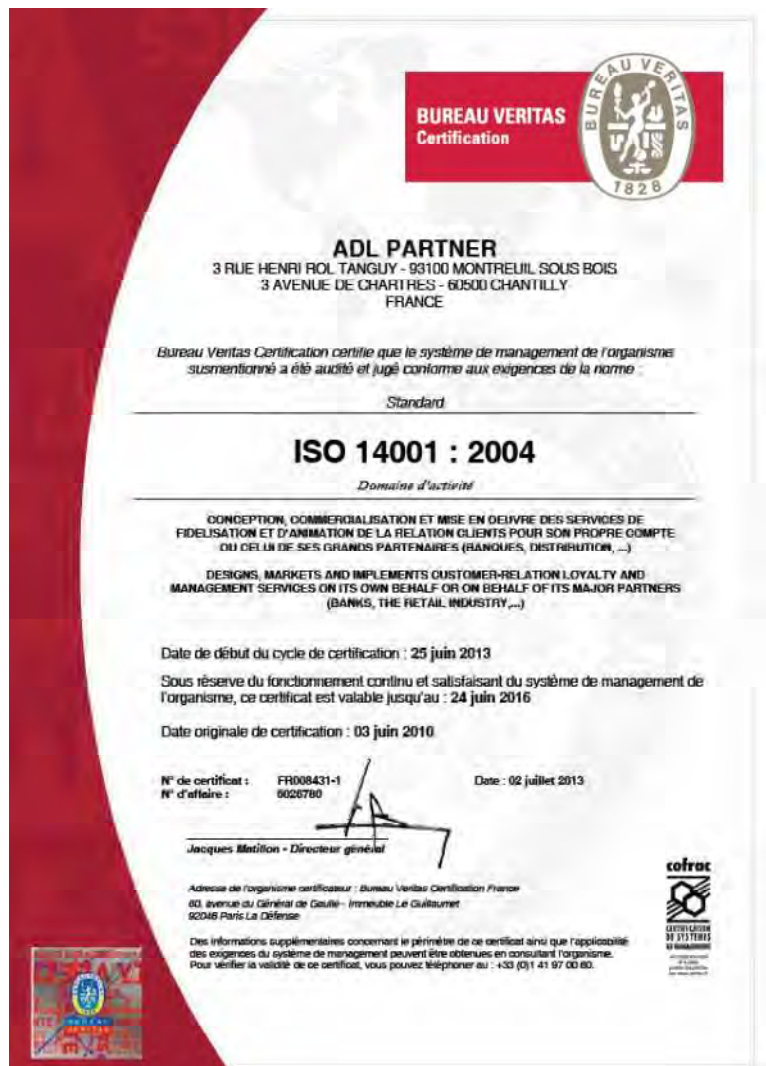 BUREAU VERITAS
Certification
BUREAU VERITAS
1828
ADL PARTNER
3 RUE HENRI ROL TANGUY - 93100 MONTREUIL SOUS BOIS
3 AVENUE DE CHARTRES - 60500 CHANTILLY
FRANCE
Bureau Veritas Certification certifie que le système de management de l'organisme
susmentionné a été audité et jugé conforme aux exigences de la norme :
Standard
ISO 14001 : 2004
Domaine d'activité
CONCEPTION, COMMERCIALISATION ET MISE EN OEUVRE DES SERVICES DE
FIDELISATION ET D'ANIMATION DE LA RELATION CLIENTS POUR SON PROPRE COMPTE
OU CELUI DE SES GRANDS PARTENAIRES (BANQUES, DISTRIBUTION, ...)
DESIGNS, MARKETS AND IMPLEMENTS CUSTOMER-RELATION LOYALTY AND
MANAGEMENT SERVICES ON ITS OWN BEHALF OR ON BEHALF OF ITS MAJOR PARTNERS
(BANKS, THE RETAIL INDUSTRY,...)
Date de début du cycle de certification : 25 juin 2013
Sous réserve du fonctionnement continu et satisfaisant du système de management de
l'organisme, ce certificat est valable jusqu'au : 24 juin 2016
Date originale de certification : 03 juin 2010
N° de certificat : FR008431-1 Date : 02 juillet 2013
N° d'affaire : 6026780
Jacques Matillon - Directeur général
Adresse de l'organisme certificateur : Bureau Veritas Certification France
60, avenue du Général de Gaulle - Immeuble Le Guillaumet
92046 Paris La Défense
Des informations supplémentaires concernant le périmètre de ce certificat ainsi que l'applicabilité
des exigences du système de management peuvent être obtenues en consultant l'organisme.
Pour vérifier la validité de ce certificat, vous pouvez téléphoner au : +33 (0)1 41 97 00 60.
cofrac
CERTIFICATION
DE SYSTEMES
DE MANAGEMENT
BUREAU
VERITAS